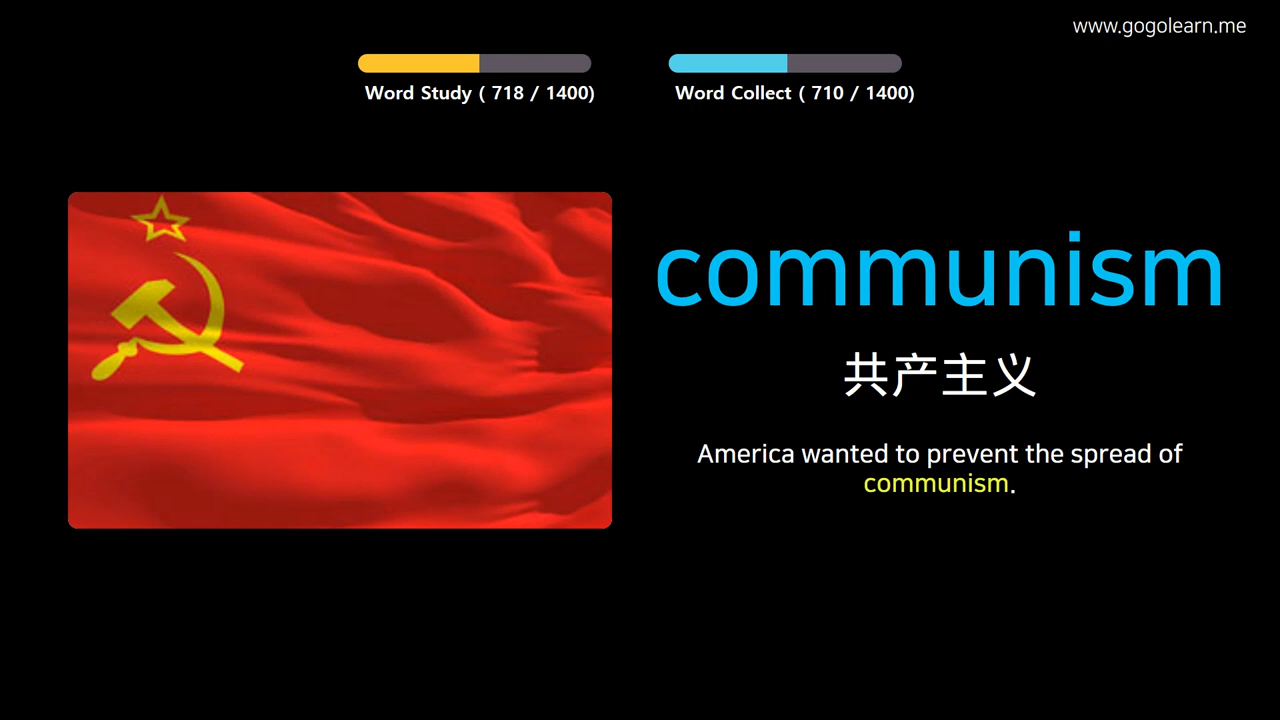 www.gogolearn.me
Word Study ( 718 / 1400)
Word Collect ( 710 / 1400)
communism
共产主义
America wanted to prevent the spread of
communism.